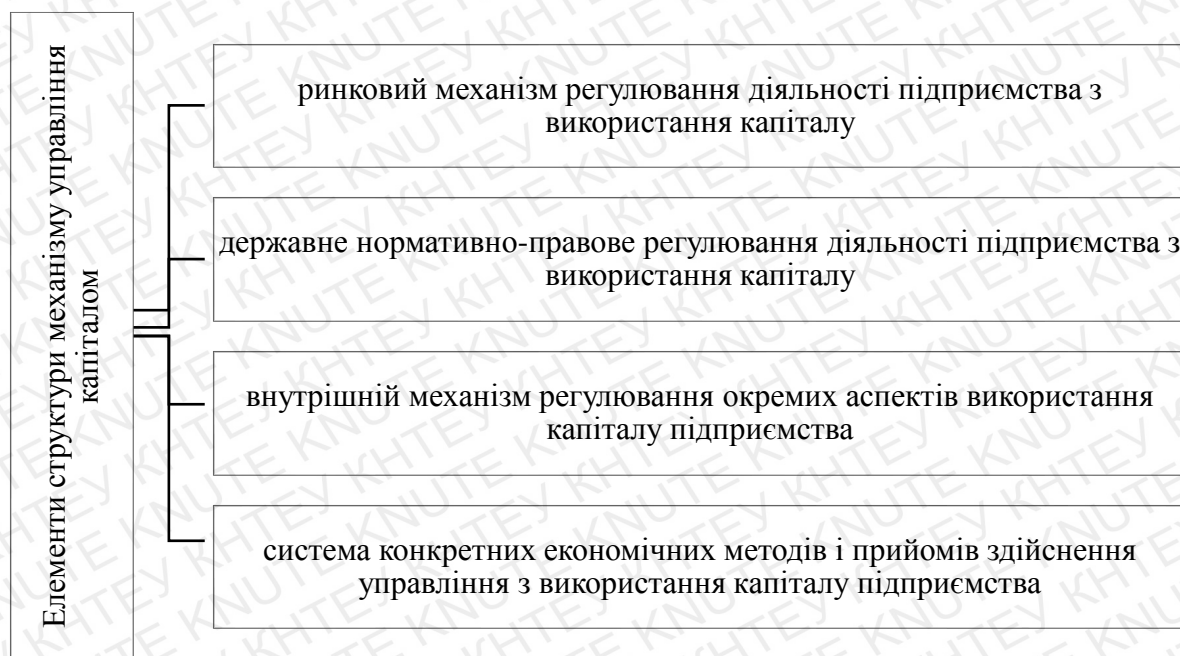 Елементи структури механізму управління
капіталом
ринковий механізм регулювання діяльності підприємства з
використання капіталу
державне нормативно-правове регулювання діяльності підприємства з
використання капіталу
внутрішній механізм регулювання окремих аспектів використання
капіталу підприємства
система конкретних економічних методів і прийомів здійснення
управління з використання капіталу підприємства